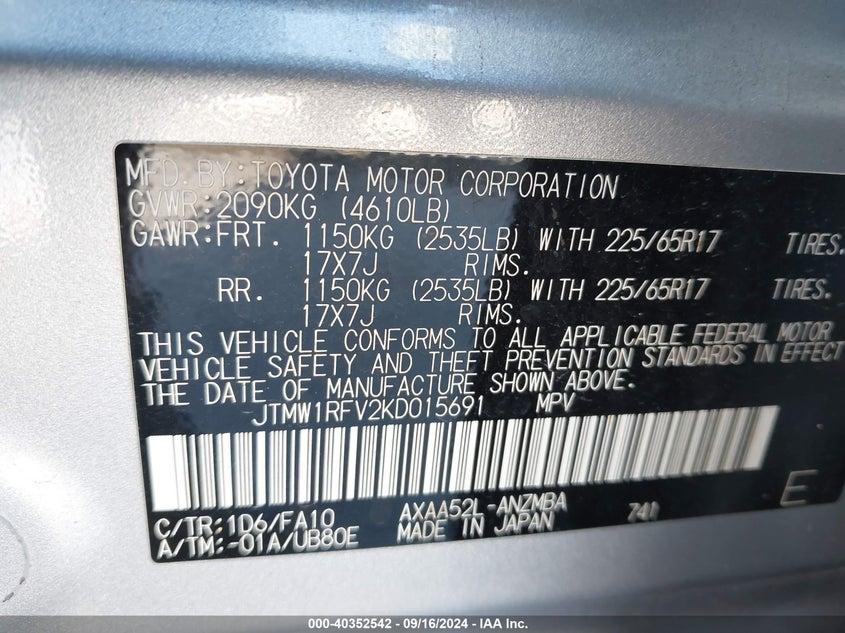 MFD. BY: TOYOTA MOTOR CORPORATION
GVWR: 2090KG (4610LB)
GAWR: FRT. 1150KG (2535LB) WITH 225/65R17 TIRES.
17X7J RIMS.
RR. 1150KG (2535LB) WITH 225/65R17 TIRES.
17X7J RIMS.
THIS VEHICLE CONFORMS TO ALL APPLICABLE FEDERAL MOTOR
VEHICLE SAFETY AND THEFT PREVENTION STANDARDS IN EFFECT
THE DATE OF MANUFACTURE SHOWN ABOVE.
JTMW1RFV2KD015691 MPV
C/TR: 1D6/FA10 AXAA52L-ANZMBA 741 E
A/TM: -01A/UB80E MADE IN JAPAN
000-40352542 - 09/16/2024 - IAA Inc.